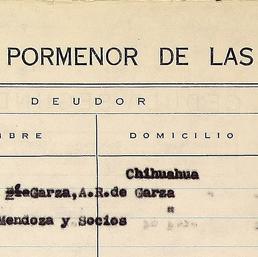 PORMENOR DE LAS
DEUDOR
MBRE DOMICILIO
Chihuahua
Garza,A.R.de Garza "
Mendoza y Socios "